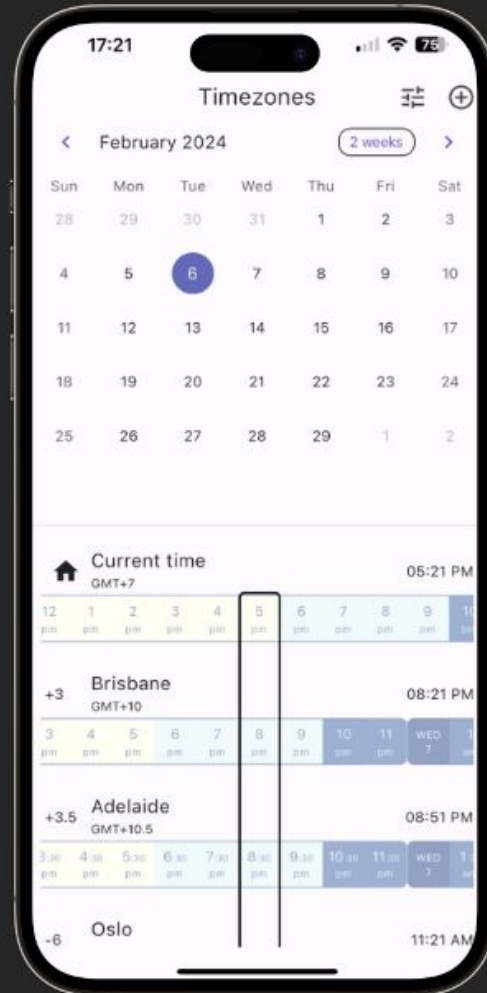 17:21 75
Timezones
February 2024 2 weeks
Sun Mon Tue Wed Thu Fri Sat
28 29 30 31 1 2 3
4 5 6 7 8 9 10
11 12 13 14 15 16 17
18 19 20 21 22 23 24
25 26 27 28 29 1 2
Current time
GMT+7
05:21 PM
12 1 2 3 4 5 6 7 8 9 10
pm pm pm pm pm pm pm pm pm pm pm
Brisbane
+3
GMT+10
08:21 PM
3 4 5 6 7 8 9 10 11 WED
pm pm pm pm pm pm pm pm pm 7
Adelaide
+3.5
GMT+10.5
08:51 PM
3:30 4:30 5:30 6:30 7:30 8:30 9:30 10:30 11:30 WED
pm pm pm pm pm pm pm pm pm 7
Oslo
-6
11:21 AM